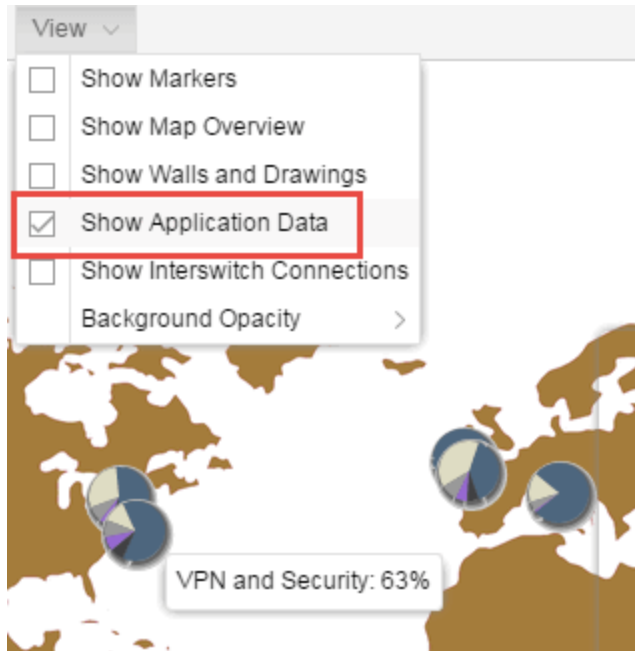 View
Show Markers
Show Map Overview
Show Walls and Drawings
Show Application Data
Show Interswitch Connections
Background Opacity
VPN and Security: 63%